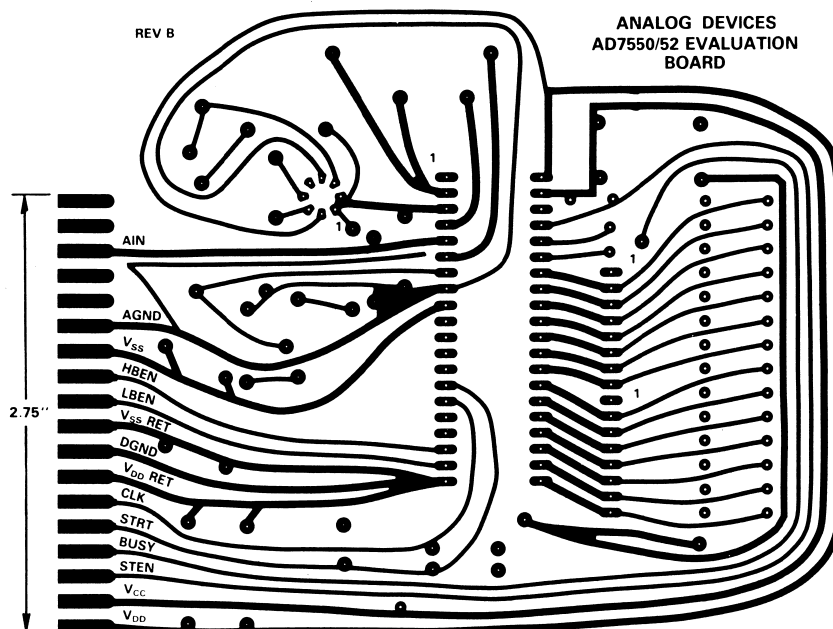 REV B
ANALOG DEVICES
AD7550/52 EVALUATION
BOARD
1
1
1
1
2.75"
AIN
AGND
VSS
HBEN
LBEN
VSS RET
DGND
VDD RET
CLK
STRT
BUSY
STEN
VCC
VDD